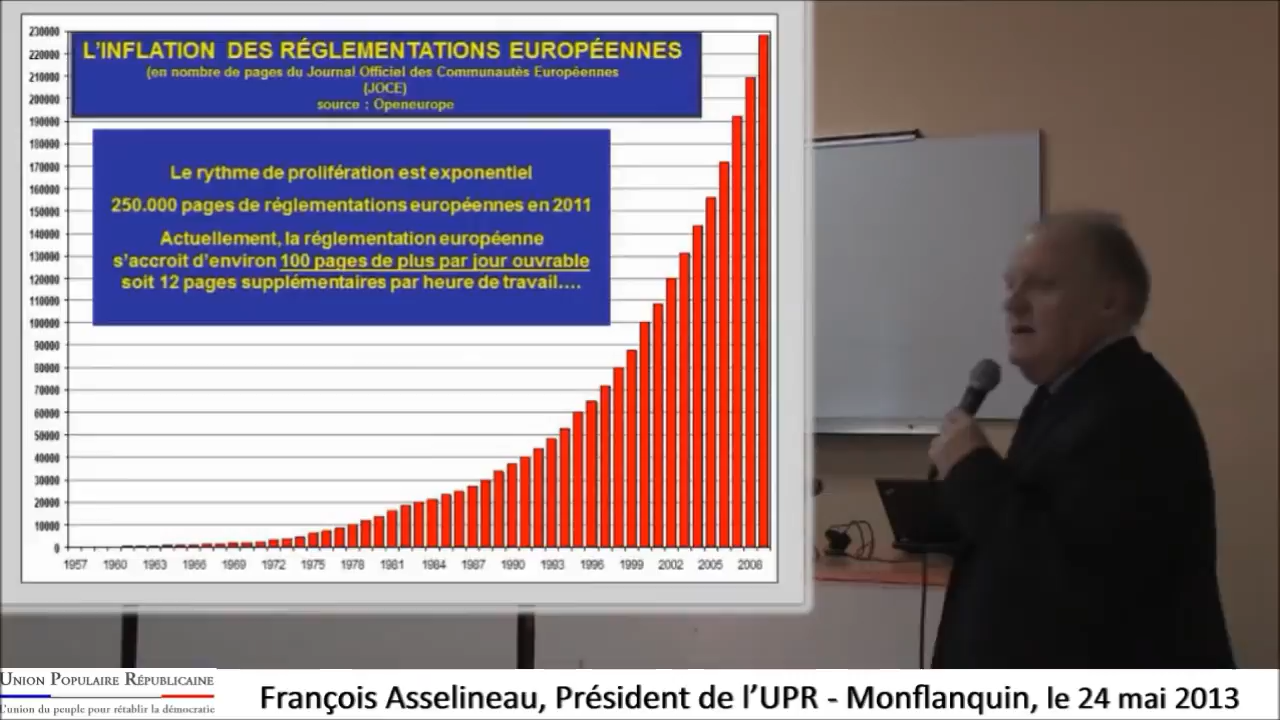 230000
220000
210000
200000
190000
180000
170000
160000
150000
140000
130000
120000
110000
100000
90000
80000
70000
60000
50000
40000
30000
20000
10000
0
L'INFLATION DES RÉGLEMENTATIONS EUROPÉENNES
(en nombre de pages du Journal Officiel des Communautés Européennes
(JOCE)
source : Openeurope
Le rythme de prolifération est exponentiel
250.000 pages de réglementations européennes en 2011
Actuellement, la réglementation européenne
s'accroit d'environ 100 pages de plus par jour ouvrable
soit 12 pages supplémentaires par heure de travail....
1957 1960 1963 1966 1969 1972 1975 1978 1981 1984 1987 1990 1993 1996 1999 2002 2005 2008
UNION POPULAIRE RÉPUBLICAINE
L'union du peuple pour rétablir la démocratie
François Asselineau, Président de l'UPR - Monflanquin, le 24 mai 2013